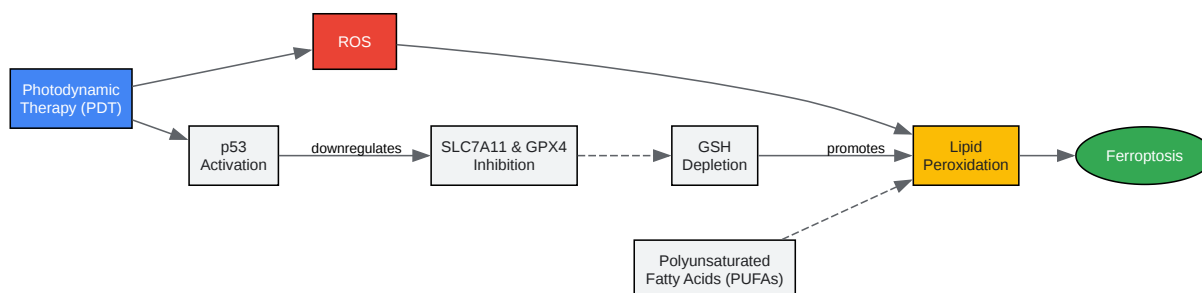 ROS
Photodynamic
Therapy (PDT)
p53
Activation
downregulates
SLC7A11 & GPX4
Inhibition
GSH
Depletion
promotes
Lipid
Peroxidation
Ferroptosis
Polyunsaturated
Fatty Acids (PUFAs)